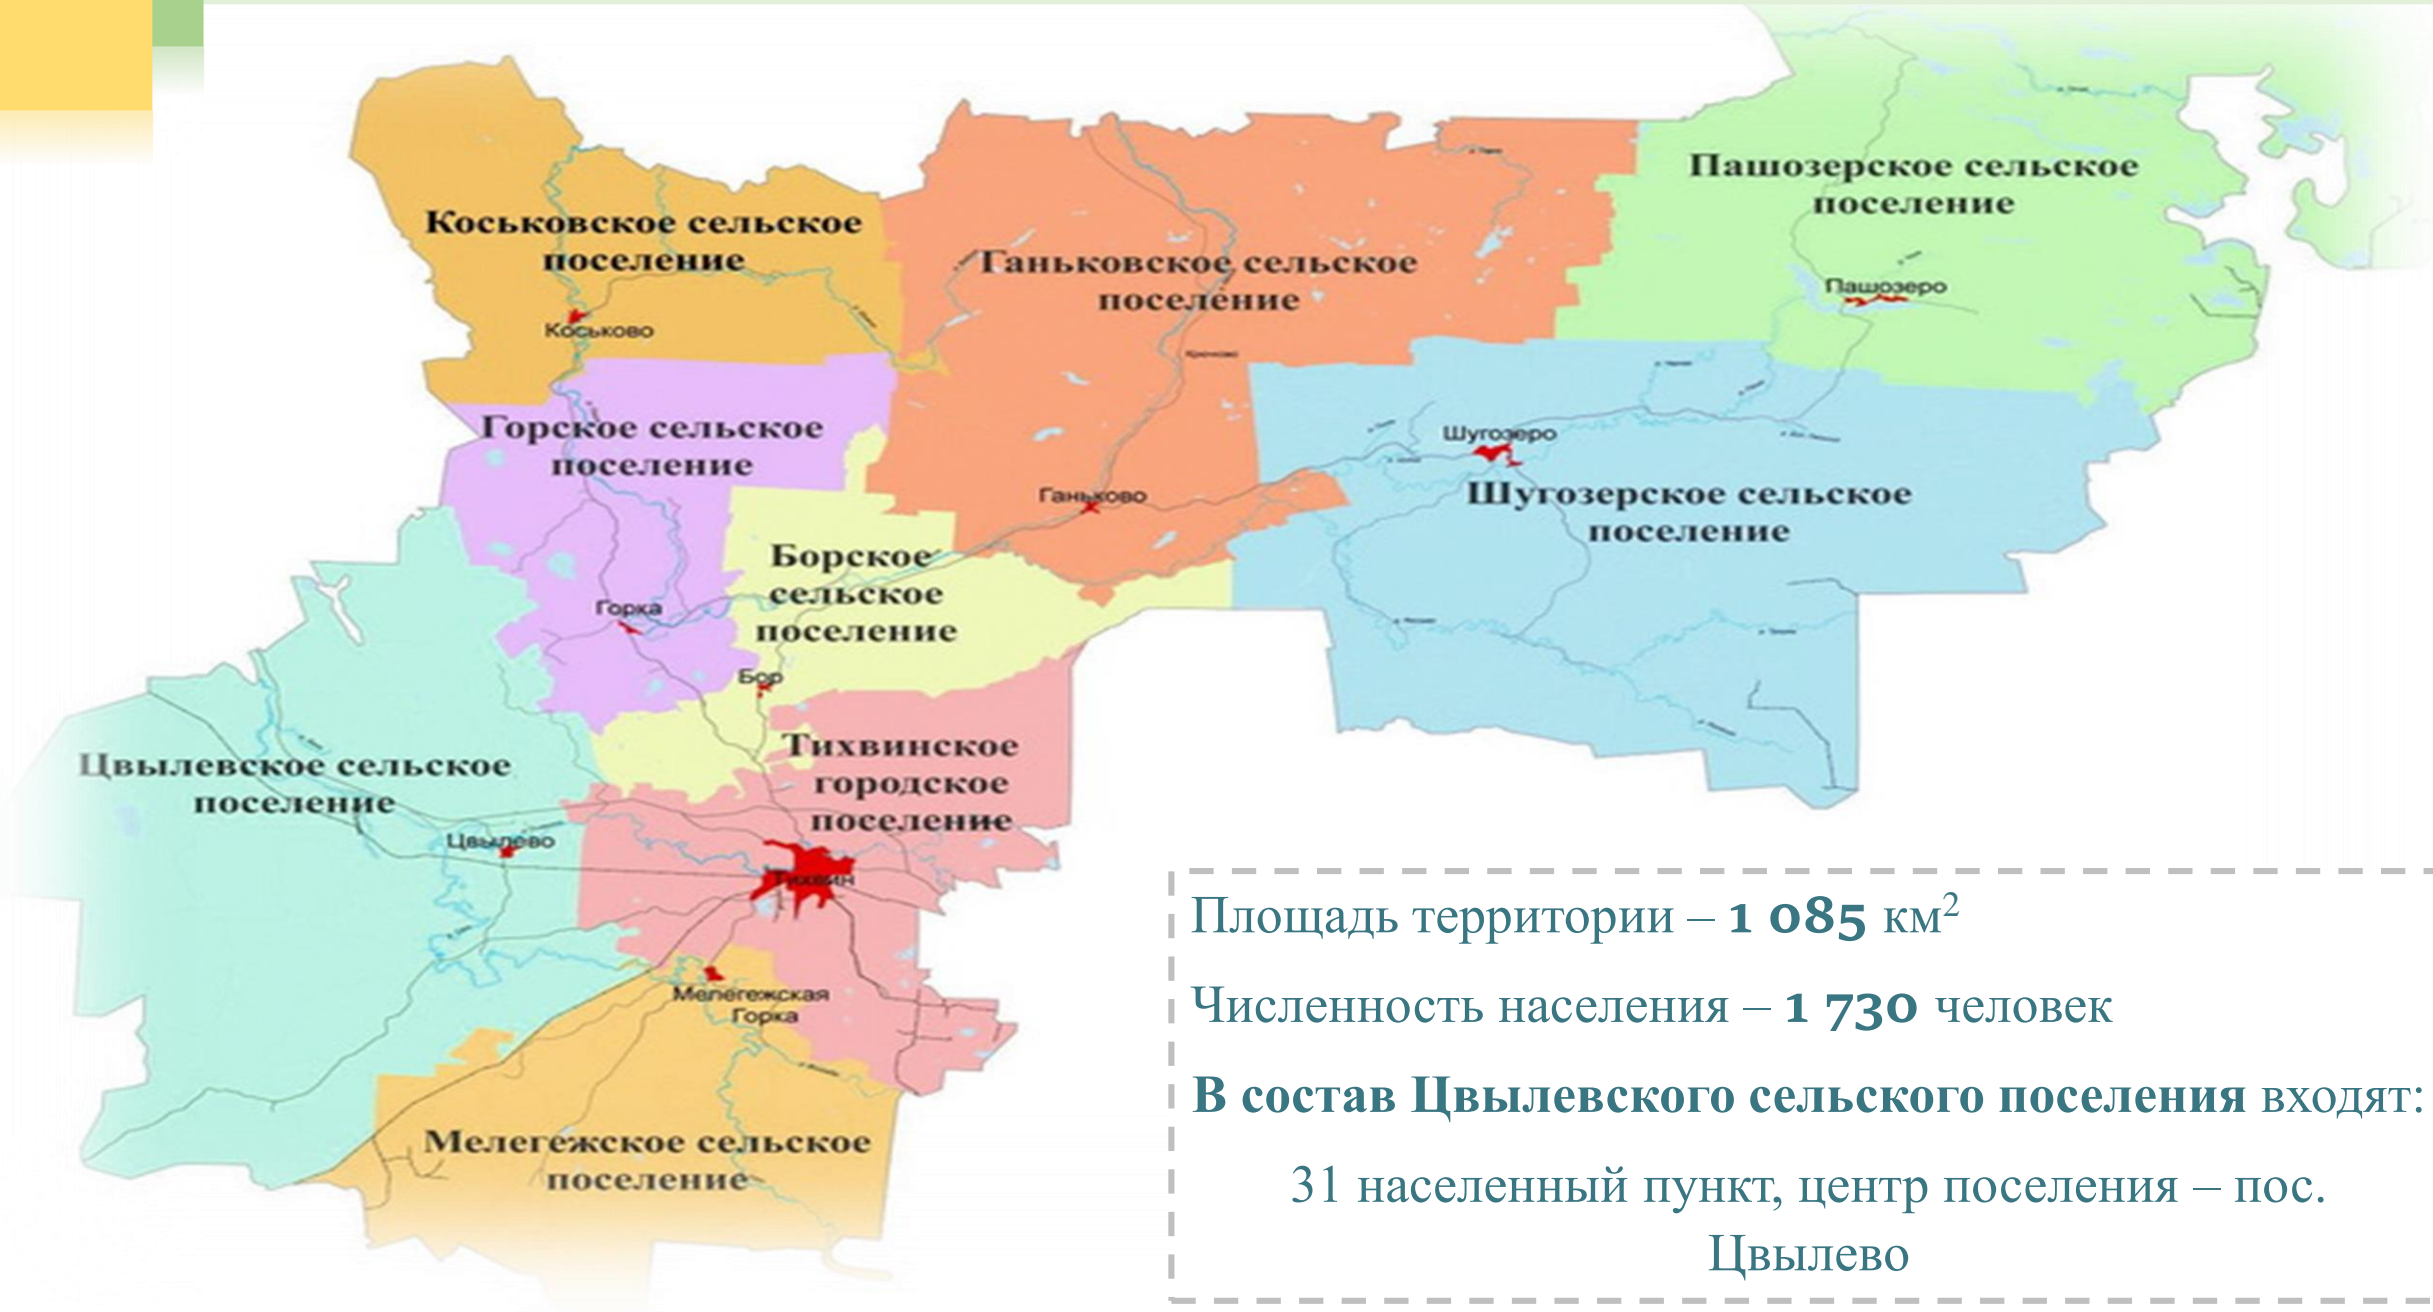 Пашозерское сельское
поселение
Коськовское сельское
поселение
Ганьковское сельское
поселение
Пашозеро
Коськово
Крючково
Горское сельское
поселение
Шугозеро
Ганьково
Шугозерское сельское
поселение
Борское
сельское
поселение
Горка
Бор
Тихвинское
городское
поселение
Цвылевское сельское
поселение
Цвылево
Тихвин
Мелегежская
Горка
Мелегежское сельское
поселение
Площадь территории – 1 085 км²
Численность населения – 1 730 человек
В состав Цвылевского сельского поселения входят:
31 населенный пункт, центр поселения – пос.
Цвылево